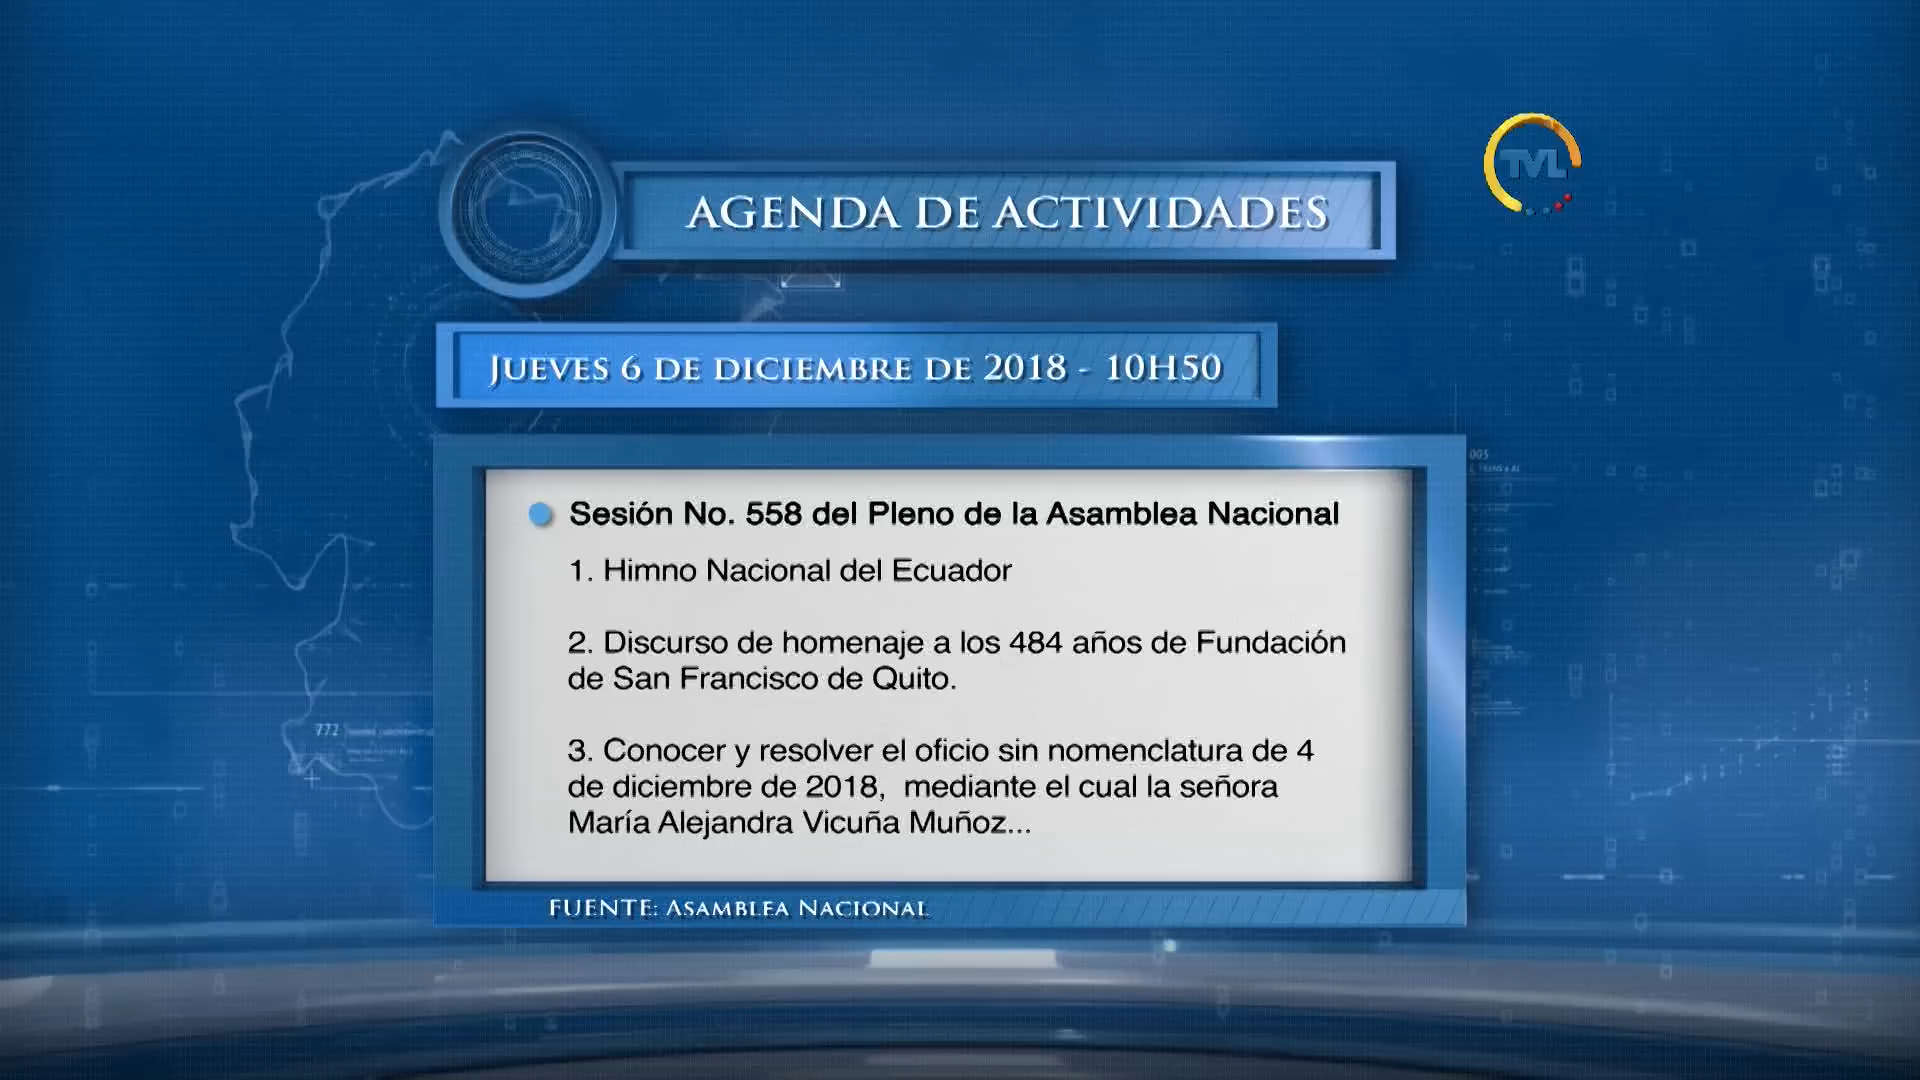 TVL
AGENDA DE ACTIVIDADES
JUEVES 6 DE DICIEMBRE DE 2018 - 10H50
Sesión No. 558 del Pleno de la Asamblea Nacional
1. Himno Nacional del Ecuador
2. Discurso de homenaje a los 484 años de Fundación
de San Francisco de Quito.
3. Conocer y resolver el oficio sin nomenclatura de 4
de diciembre de 2018, mediante el cual la señora
María Alejandra Vicuña Muñoz...
FUENTE: ASAMBLEA NACIONAL
772